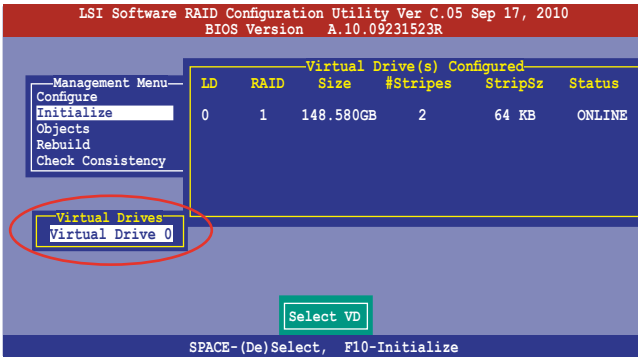 LSI Software RAID Configuration Utility Ver C.05 Sep 17, 2010
BIOS Version A.10.09231523R
Management Menu
Configure
Initialize
Objects
Rebuild
Check Consistency
Virtual Drive(s) Configured
LD RAID Size #Stripes StripSz Status
0 1 148.580GB 2 64 KB ONLINE
Virtual Drives
Virtual Drive 0
Select VD
SPACE-(De)Select, F10-Initialize